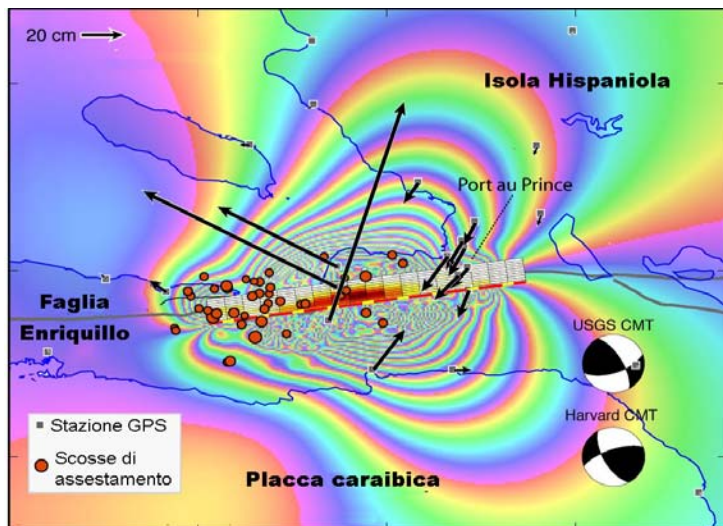 20 cm
Isola Hispaniola
Port au Prince
Faglia
Enriquillo
USGS CMT
Harvard CMT
Stazione GPS
Scosse di
assestamento
Placca caraibica